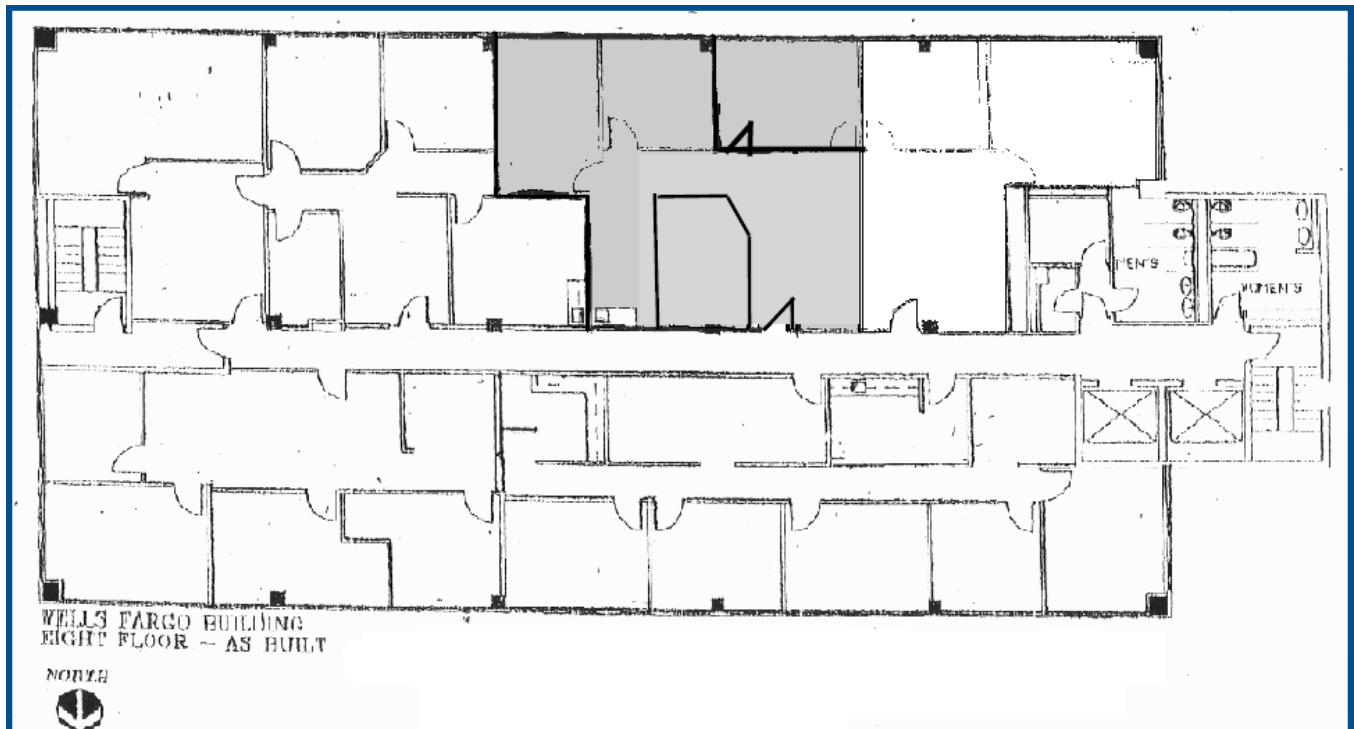 MEN'S
WOMEN'S
WELLS FARGO BUILDING
EIGHT FLOOR - AS BUILT
NORTH